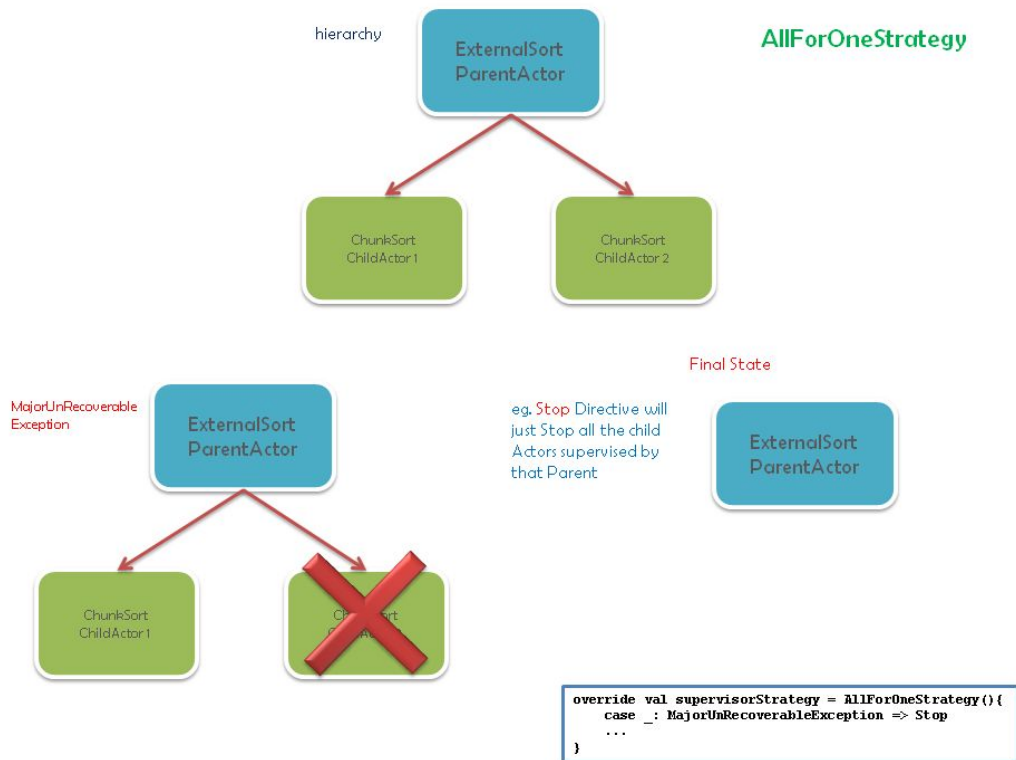 hierarchy
AllForOneStrategy
ExternalSort
ParentActor
ChunkSort
ChildActor 1
ChunkSort
ChildActor 2
Final State
MajorUnRecoverable
Exception
ExternalSort
ParentActor
eg. Stop Directive will
just Stop all the child
Actors supervised by
that Parent
ExternalSort
ParentActor
ChunkSort
ChildActor 1
override val supervisorStrategy = AllForOneStrategy(){
case _: MajorUnRecoverableException => Stop
...
}